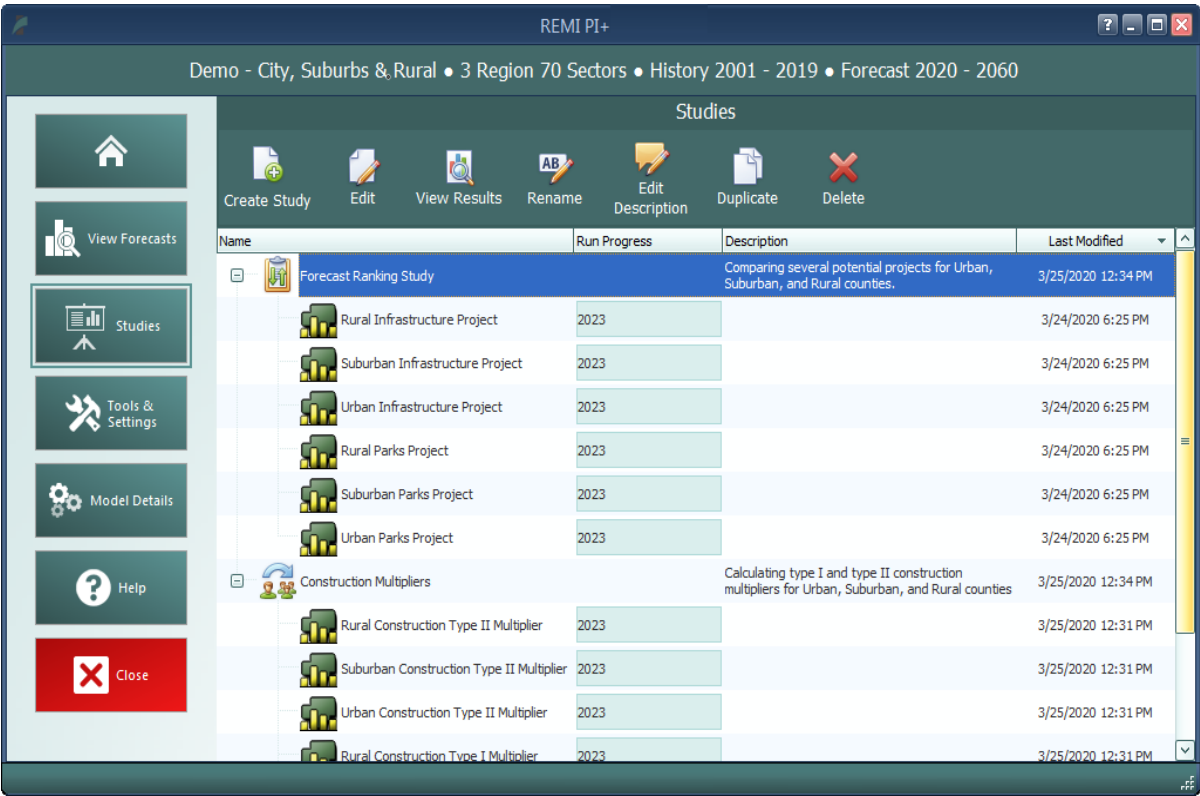 REMI PI+
Demo - City, Suburbs & Rural ● 3 Region 70 Sectors ● History 2001 - 2019 ● Forecast 2020 - 2060
View Forecasts
Studies
Tools &
Settings
Model Details
Help
Close
Studies
Create Study
Edit
View Results
AB
Rename
Edit
Description
Duplicate
Delete
Name Run Progress Description Last Modified
Forecast Ranking Study Comparing several potential projects for Urban, 3/25/2020 12:34 PM
Suburban, and Rural counties.
Rural Infrastructure Project 2023 3/24/2020 6:25 PM
Suburban Infrastructure Project 2023 3/24/2020 6:25 PM
Urban Infrastructure Project 2023 3/24/2020 6:25 PM
Rural Parks Project 2023 3/24/2020 6:25 PM
Suburban Parks Project 2023 3/24/2020 6:25 PM
Urban Parks Project 2023 3/24/2020 6:25 PM
Construction Multipliers Calculating type I and type II construction 3/25/2020 12:34 PM
multipliers for Urban, Suburban, and Rural counties
Rural Construction Type II Multiplier 2023 3/25/2020 12:31 PM
Suburban Construction Type II Multiplier 2023 3/25/2020 12:31 PM
Urban Construction Type II Multiplier 2023 3/25/2020 12:31 PM
Rural Construction Type I Multiplier 2023 3/25/2020 12:31 PM